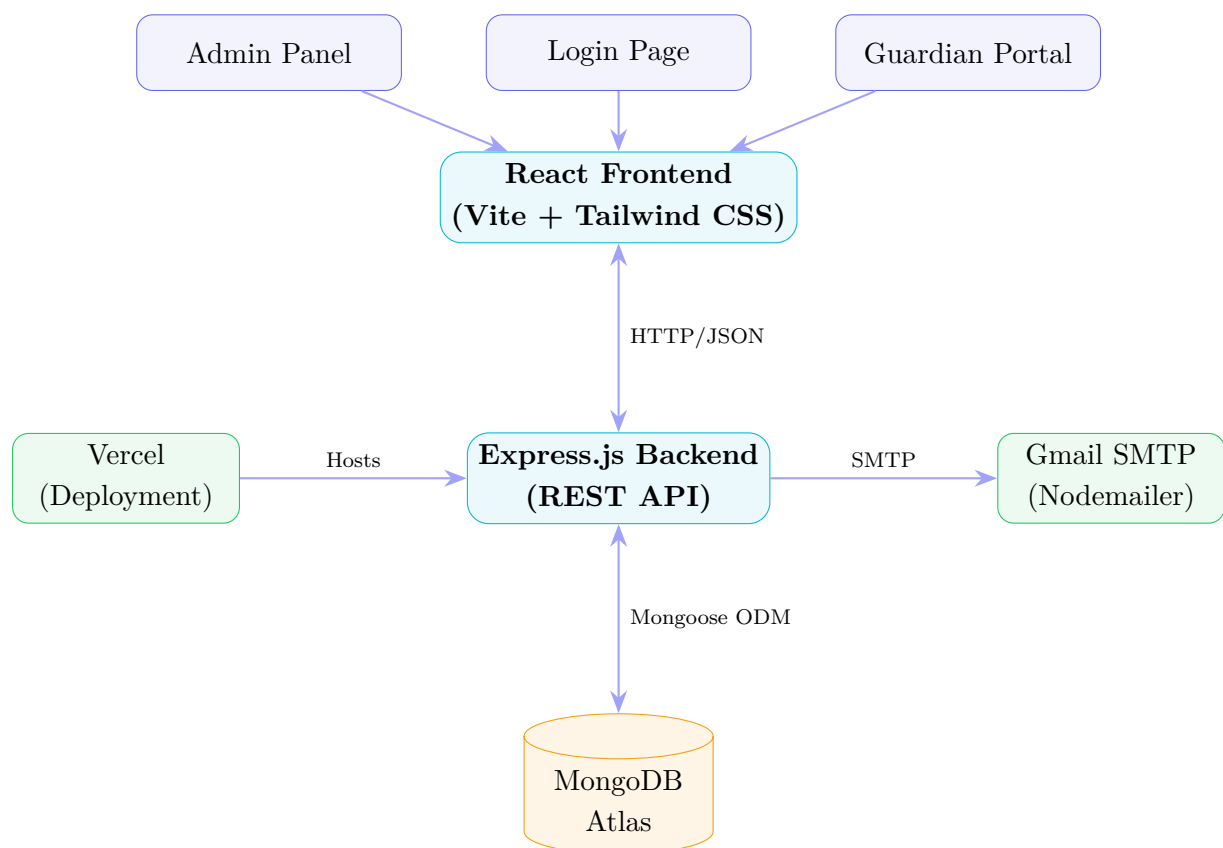 Admin Panel
Login Page
Guardian Portal
React Frontend
(Vite + Tailwind CSS)
HTTP/JSON
Vercel
(Deployment)
Hosts
Express.js Backend
(REST API)
SMTP
Gmail SMTP
(Nodemailer)
Mongoose ODM
MongoDB
Atlas